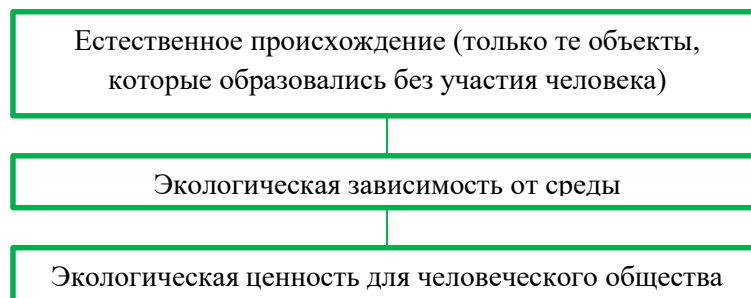 Естественное происхождение (только те объекты,
которые образовались без участия человека)
Экологическая зависимость от среды
Экологическая ценность для человеческого общества